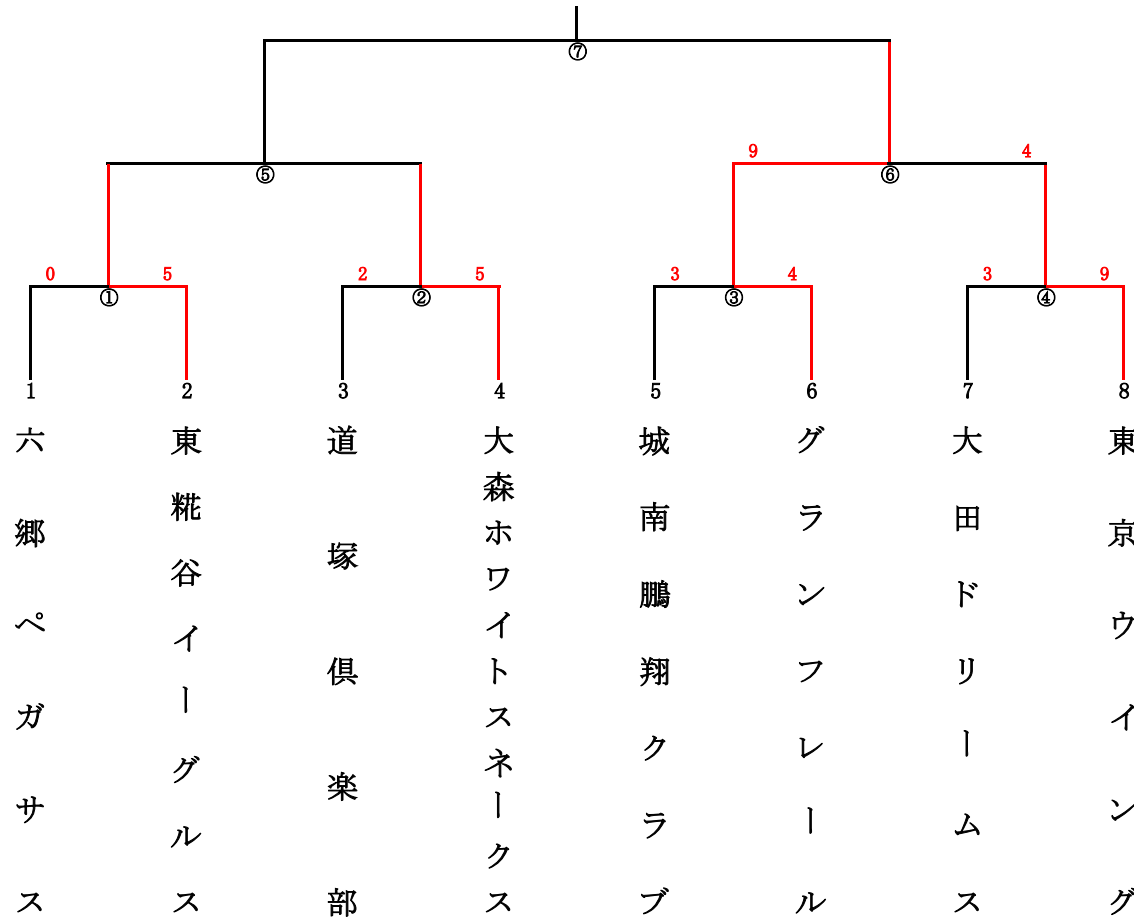 ⑦
9 4
⑤ ⑥
0 5 2 5 3 4 3 9
① ② ③ ④
1 2 3 4 5 6 7 8
六郷ペガサス
東糀谷イーグルス
道塚倶楽部
大森ホワイトスネークス
城南鵬翔クラブ
グランフレール
大田ドリームス
東京ウイング